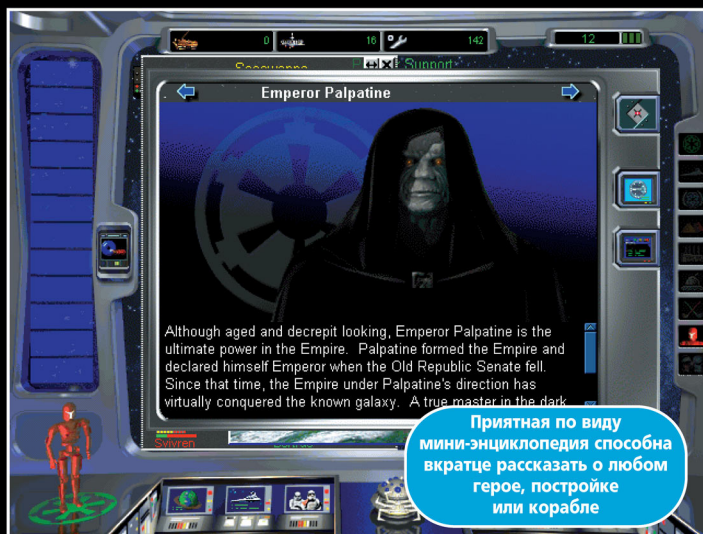 0 16 142 12
Support
Emperor Palpatine
Although aged and decrepit looking, Emperor Palpatine is the
ultimate power in the Empire. Palpatine formed the Empire and
declared himself Emperor when the Old Republic Senate fell.
Since that time, the Empire under Palpatine's direction has
virtually conquered the known galaxy. A true master in the dark
Svivren
Приятная по виду
мини-энциклопедия способна
вкратце рассказать о любом
герое, постройке
или корабле